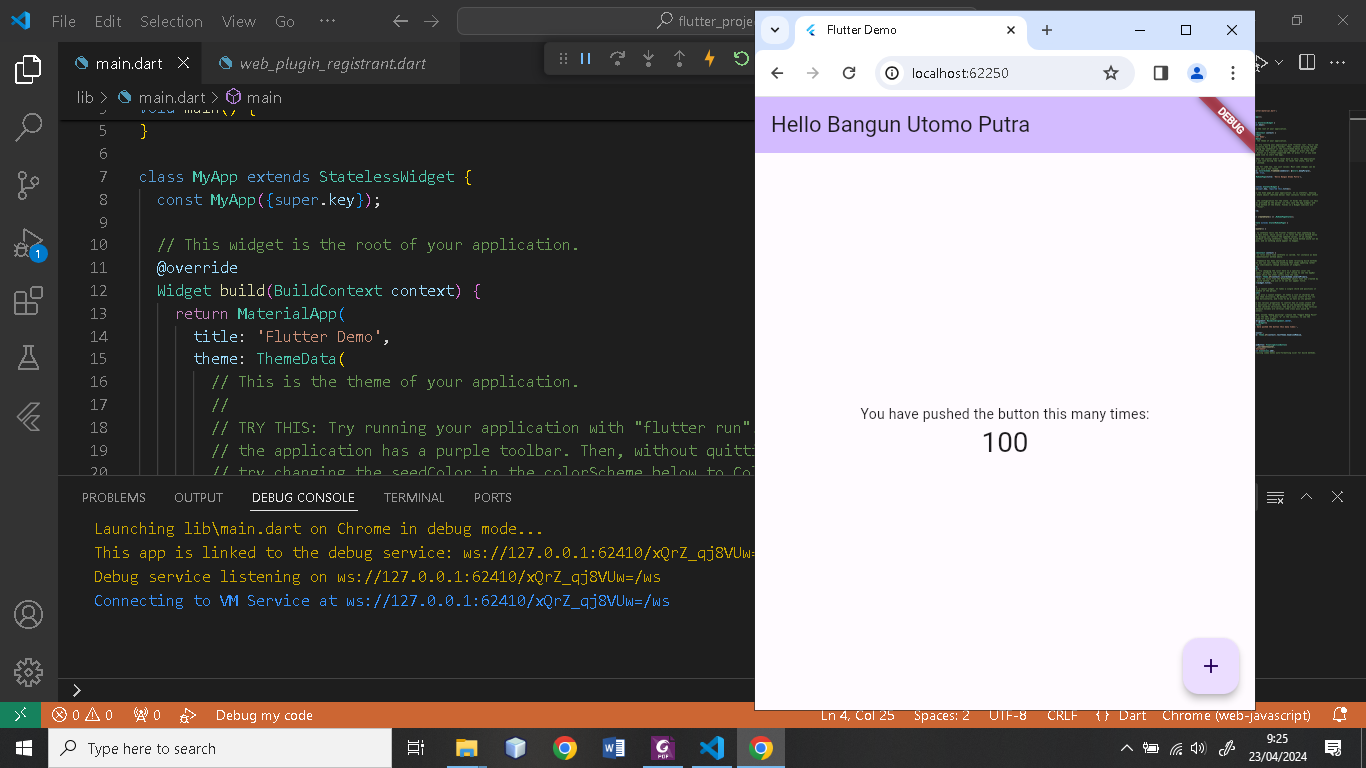 File Edit Selection View Go ··· flutter_proje
main.dart web_plugin_registrant.dart
lib > main.dart > main
void main() {
5 }
6
7 class MyApp extends StatelessWidget {
8 const MyApp({super.key});
9
10 // This widget is the root of your application.
11 @override
12 Widget build(BuildContext context) {
13 return MaterialApp(
14 title: 'Flutter Demo',
15 theme: ThemeData(
16 // This is the theme of your application.
17 //
18 // TRY THIS: Try running your application with "flutter run"
19 // the application has a purple toolbar. Then, without quitti
20 // try changing the seedColor in the colorScheme below to Col
1
PROBLEMS OUTPUT DEBUG CONSOLE TERMINAL PORTS
Launching lib\main.dart on Chrome in debug mode...
This app is linked to the debug service: ws://127.0.0.1:62410/xQrZ_qj8VUw=
Debug service listening on ws://127.0.0.1:62410/xQrZ_qj8VUw=/ws
Connecting to VM Service at ws://127.0.0.1:62410/xQrZ_qj8VUw=/ws
Flutter Demo
localhost:62250
Hello Bangun Utomo Putra
DEBUG
You have pushed the button this many times:
100
+
0 0 0 Debug my code Ln 4, Col 25 Spaces: 2 UTF-8 CRLF {} Dart Chrome (web-javascript)
Type here to search
PDF
9:25
23/04/2024